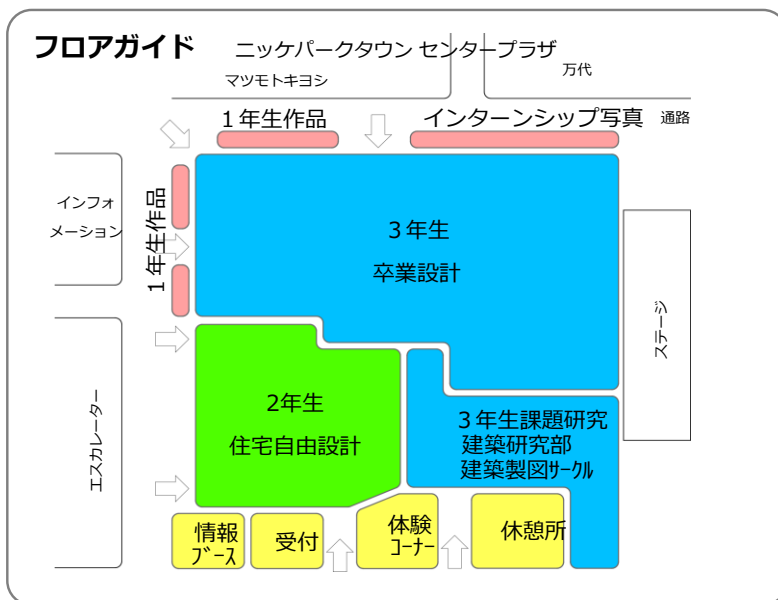 フロアガイド
ニッケパークタウン センタープラザ
マツモトキヨシ
万代
１年生作品
インターンシップ写真
通路
インフォ
メーション
１年生作品
３年生
卒業設計
ステージ
エスカレーター
2年生
住宅自由設計
３年生課題研究
建築研究部
建築製図ｻｰｸﾙ
情報
ﾌﾞｰｽ
受付
体験
ｺｰﾅｰ
休憩所